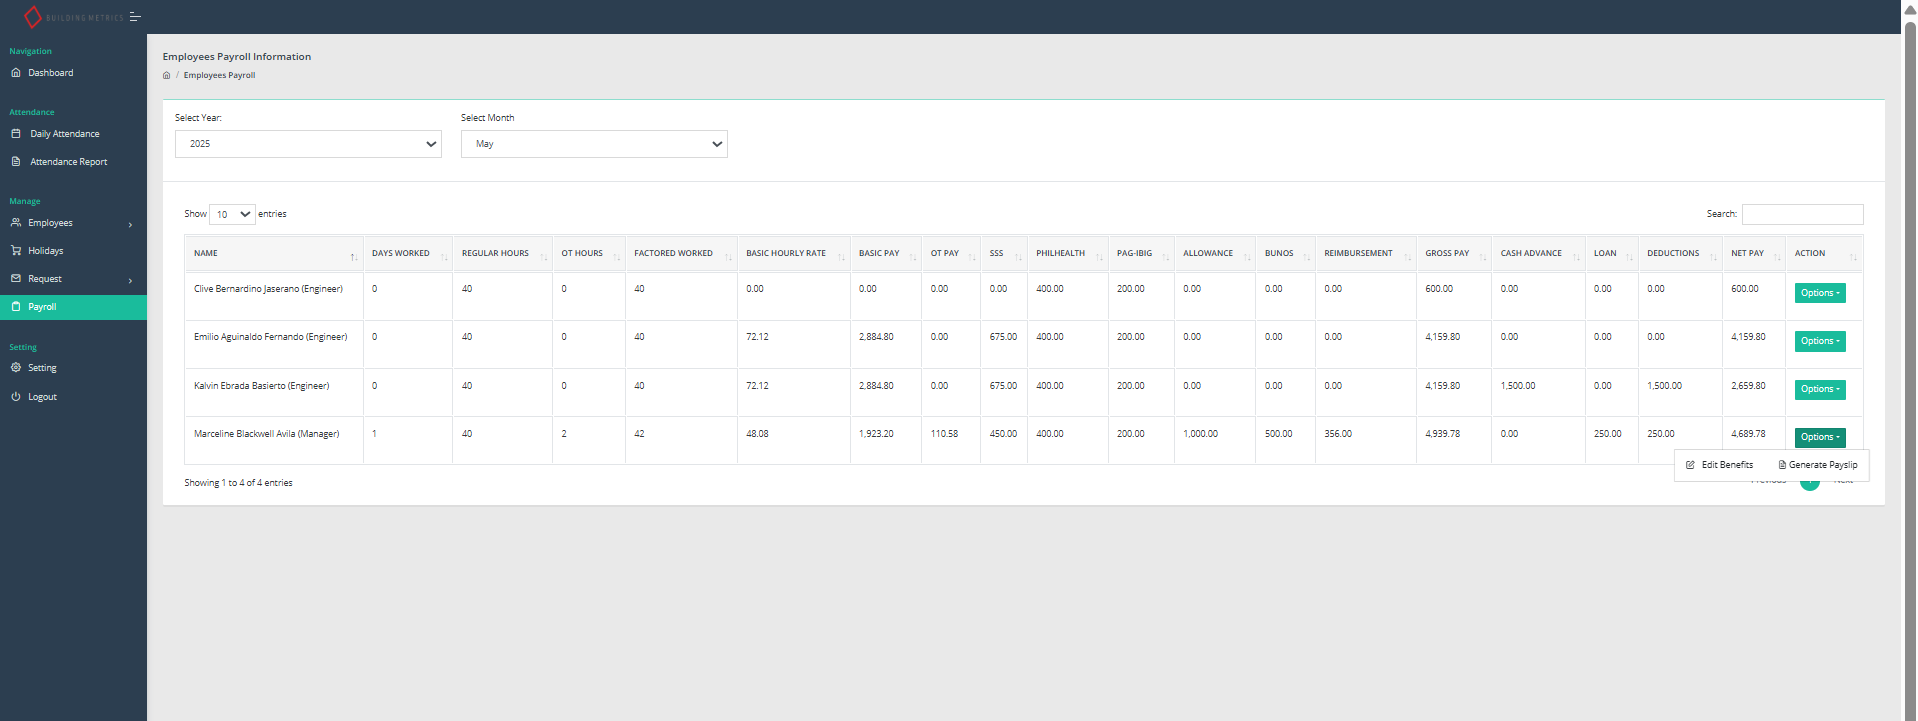 BUILDING METRICS
Navigation
Dashboard
Attendance
Daily Attendance
Attendance Report
Manage
Employees
Holidays
Request
Payroll
Setting
Setting
Logout
Employees Payroll Information
/ Employees Payroll
Select Year: Select Month
2025 May
Show 10 entries Search:
NAME DAYS WORKED REGULAR HOURS OT HOURS FACTORED WORKED BASIC HOURLY RATE BASIC PAY OT PAY SSS PHILHEALTH PAG-IBIG ALLOWANCE BUNOS REIMBURSEMENT GROSS PAY CASH ADVANCE LOAN DEDUCTIONS NET PAY ACTION
Clive Bernardino Jaserano (Engineer) 0 40 0 40 0.00 0.00 0.00 0.00 400.00 200.00 0.00 0.00 0.00 600.00 0.00 0.00 0.00 600.00 Options
Emilio Aguinaldo Fernando (Engineer) 0 40 0 40 72.12 2,884.80 0.00 675.00 400.00 200.00 0.00 0.00 0.00 4,159.80 0.00 0.00 0.00 4,159.80 Options
Kalvin Ebrada Basierto (Engineer) 0 40 0 40 72.12 2,884.80 0.00 675.00 400.00 200.00 0.00 0.00 0.00 4,159.80 1,500.00 0.00 1,500.00 2,659.80 Options
Marceline Blackwell Avila (Manager) 1 40 2 42 48.08 1,923.20 110.58 450.00 400.00 200.00 1,000.00 500.00 356.00 4,939.78 0.00 250.00 250.00 4,689.78 Options
Edit Benefits Generate Payslip
Showing 1 to 4 of 4 entries